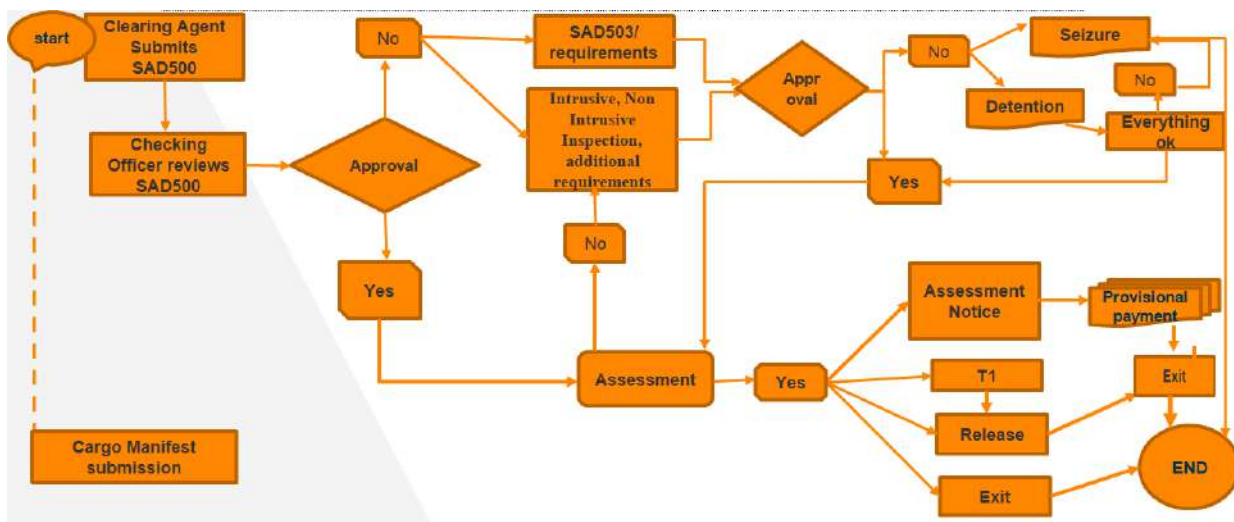 start
Clearing Agent
Submits
SAD500
Checking
Officer reviews
SAD500
Cargo Manifest
submission
Approval
No
Yes
SAD503/
requirements
Intrusive, Non
Intrusive
Inspection,
additional
requirements
No
Assessment
Appr
oval
No
Yes
Seizure
Detention
No
Everything
ok
Yes
Assessment
Notice
Provisional
payment
T1
Release
Exit
Exit
END